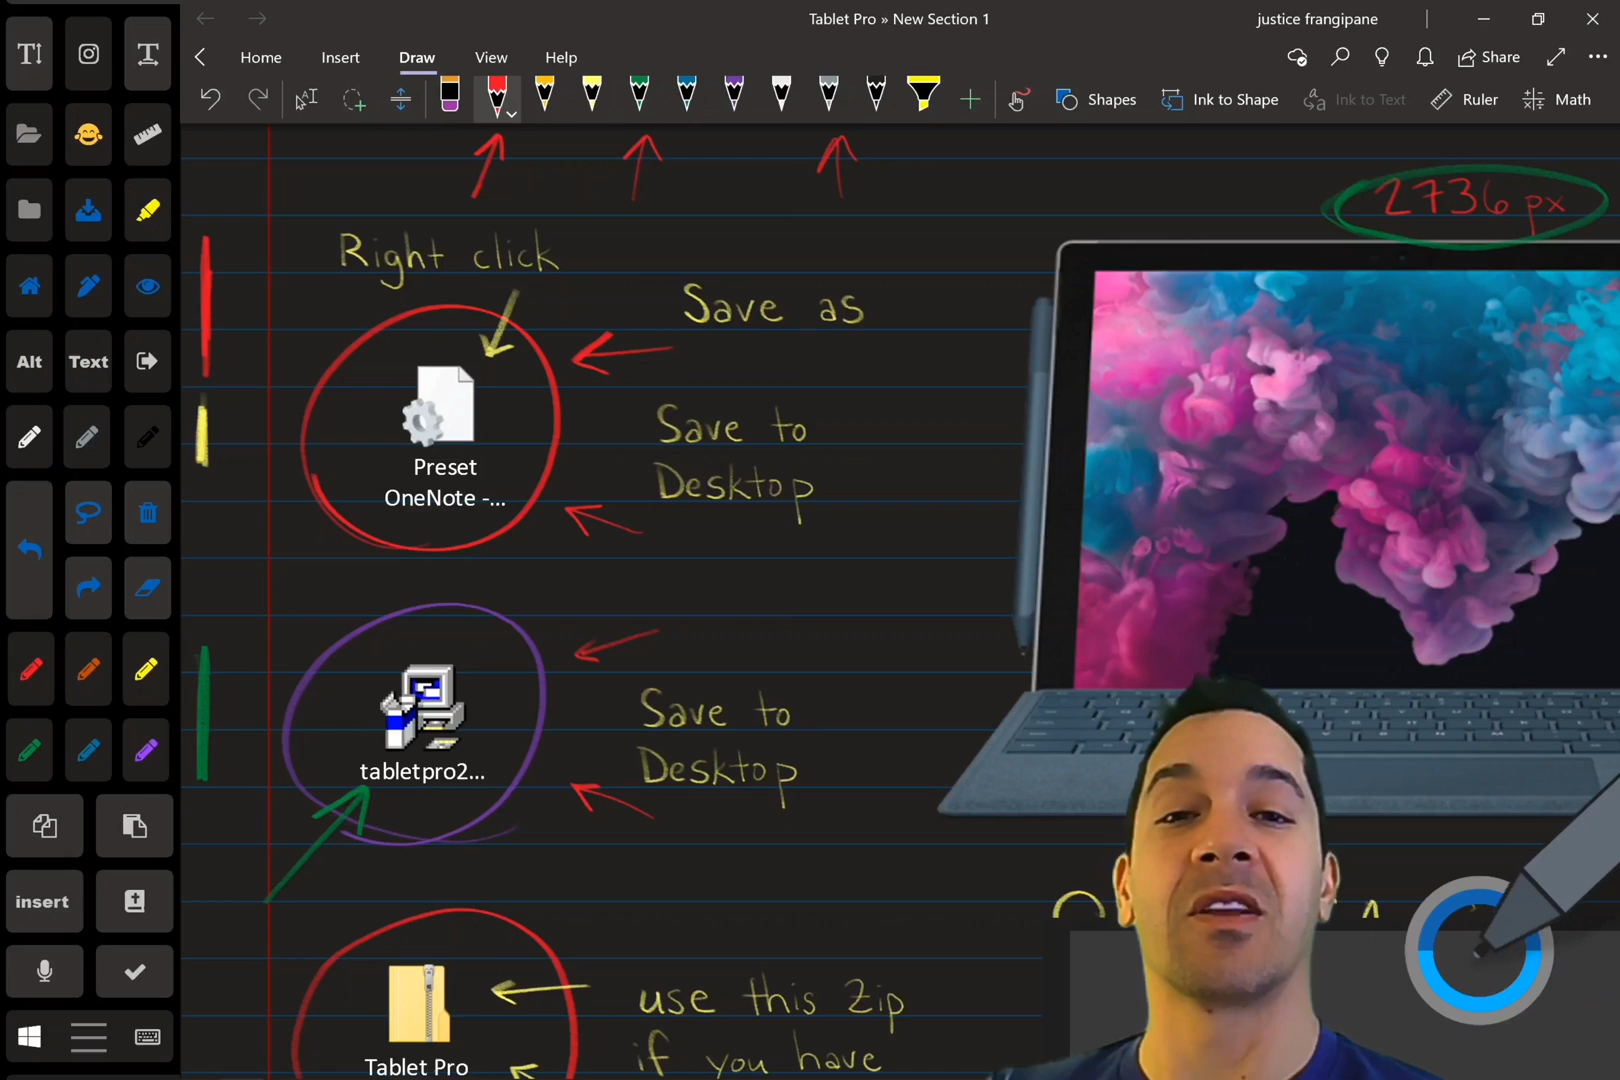 Tablet Pro » New Section 1
justice frangipane
Home Insert Draw View Help
Share
Shapes Ink to Shape Ink to Text Ruler Math
Alt Text
insert
2736 px
Right click
Save as
Preset
OneNote -...
Save to
Desktop
tabletpro2...
Save to
Desktop
Tablet Pro
use this zip
if you have